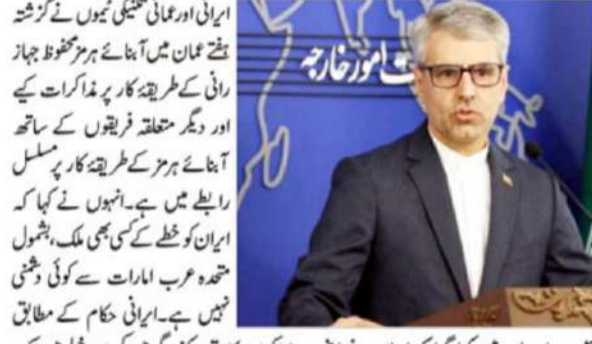 ایرانی اور عمانی تکنیکی ٹیموں نے گزشتہ
ہفتے عمان میں آبنائے ہرمز محفوظ جہاز
رانی کے طریقۂ کار پر مذاکرات کیے
اور دیگر متعلقہ فریقوں کے ساتھ
آبنائے ہرمز کے طریقۂ کار پر مسلسل
رابطے میں ہے۔انہوں نے کہا کہ
ایران کو خطے کے کسی بھی ملک، بشمول
متحدہ عرب امارات سے کوئی دشمنی
نہیں ہے۔ایرانی حکام کے مطابق
امور خارجه